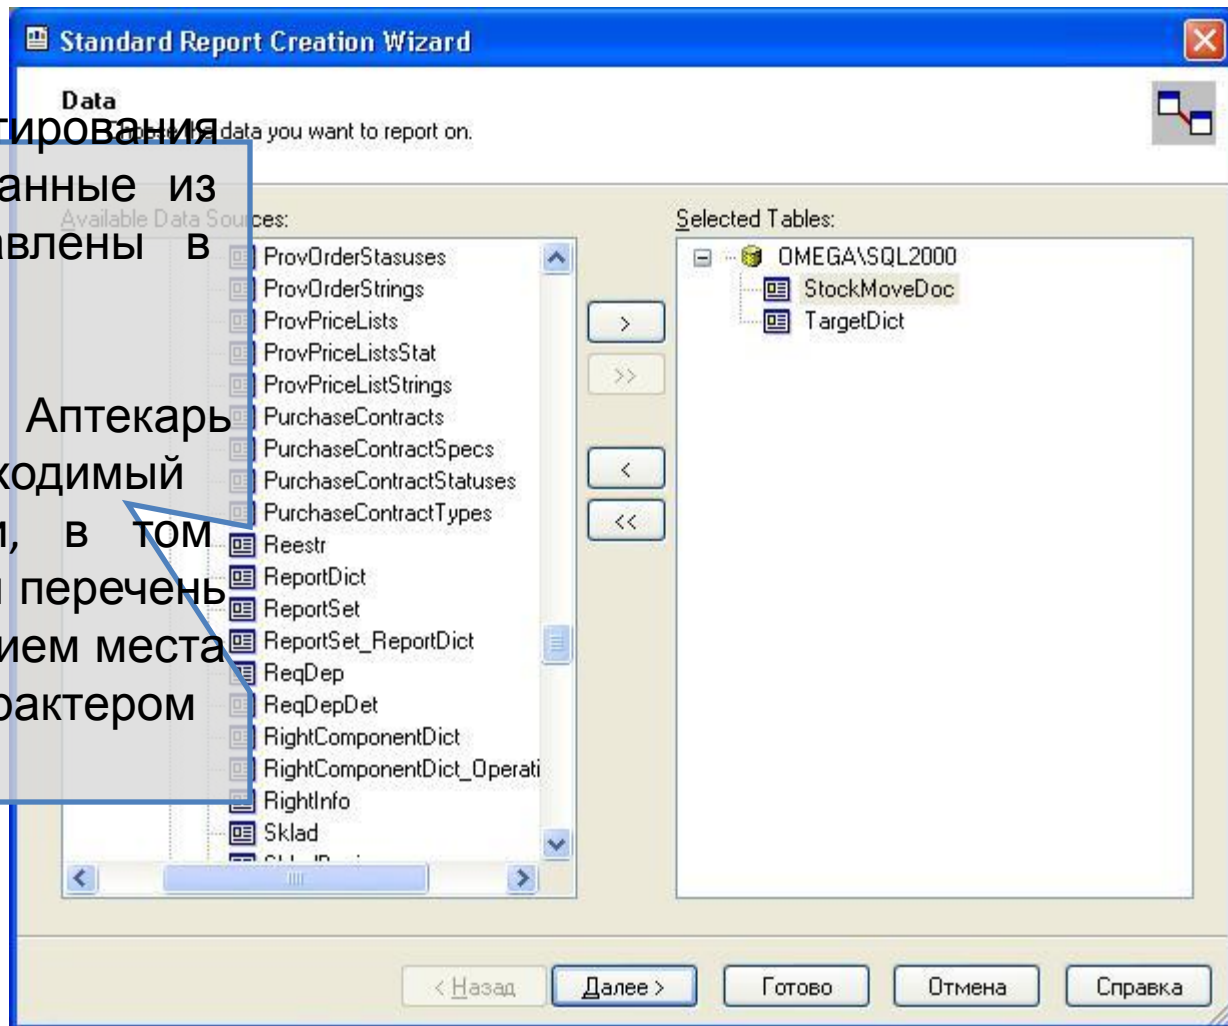 Standard Report Creation Wizard
Data
Choose the data you want to report on.
тирования
анные из
авлены в
Аптекарь
ходимый
и, в том
и перечень
ием места
рактером
Available Data Sources:
ProvOrderStasuses
ProvOrderStrings
ProvPriceLists
ProvPriceListsStat
ProvPriceListStrings
PurchaseContracts
PurchaseContractSpecs
PurchaseContractStatuses
PurchaseContractTypes
Reestr
ReportDict
ReportSet
ReportSet_ReportDict
ReqDep
ReqDepDet
RightComponentDict
RightComponentDict_Operati
RightInfo
Sklad
>
>>
<
<<
Selected Tables:
OMEGA\SQL2000
StockMoveDoc
TargetDict
< Назад
Далее >
Готово
Отмена
Справка